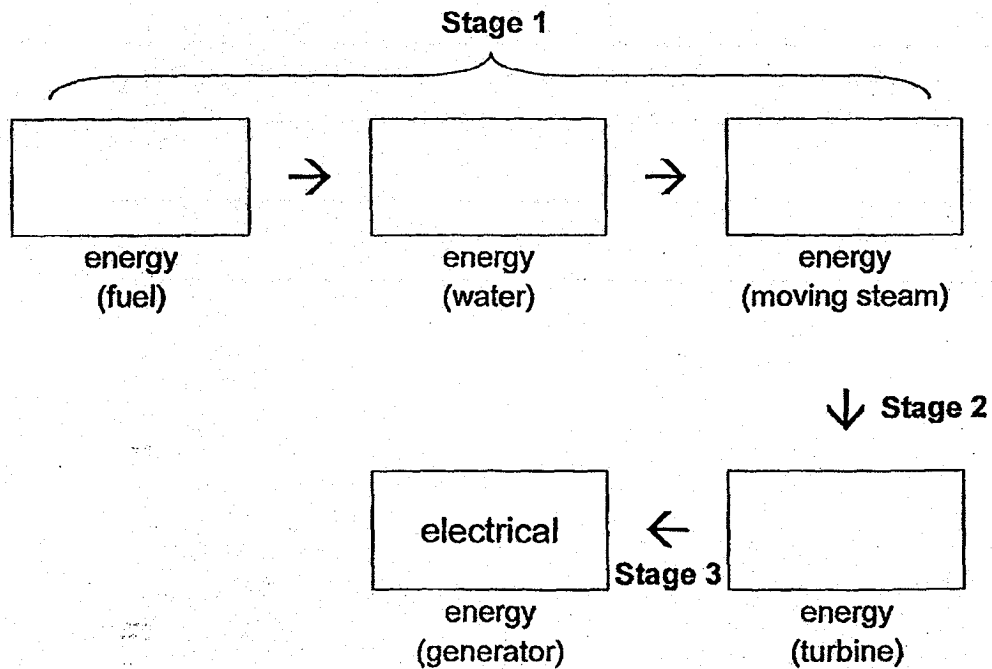 Stage 1
energy
(fuel)
energy
(water)
energy
(moving steam)
Stage 2
electrical
Stage 3
energy
(generator)
energy
(turbine)